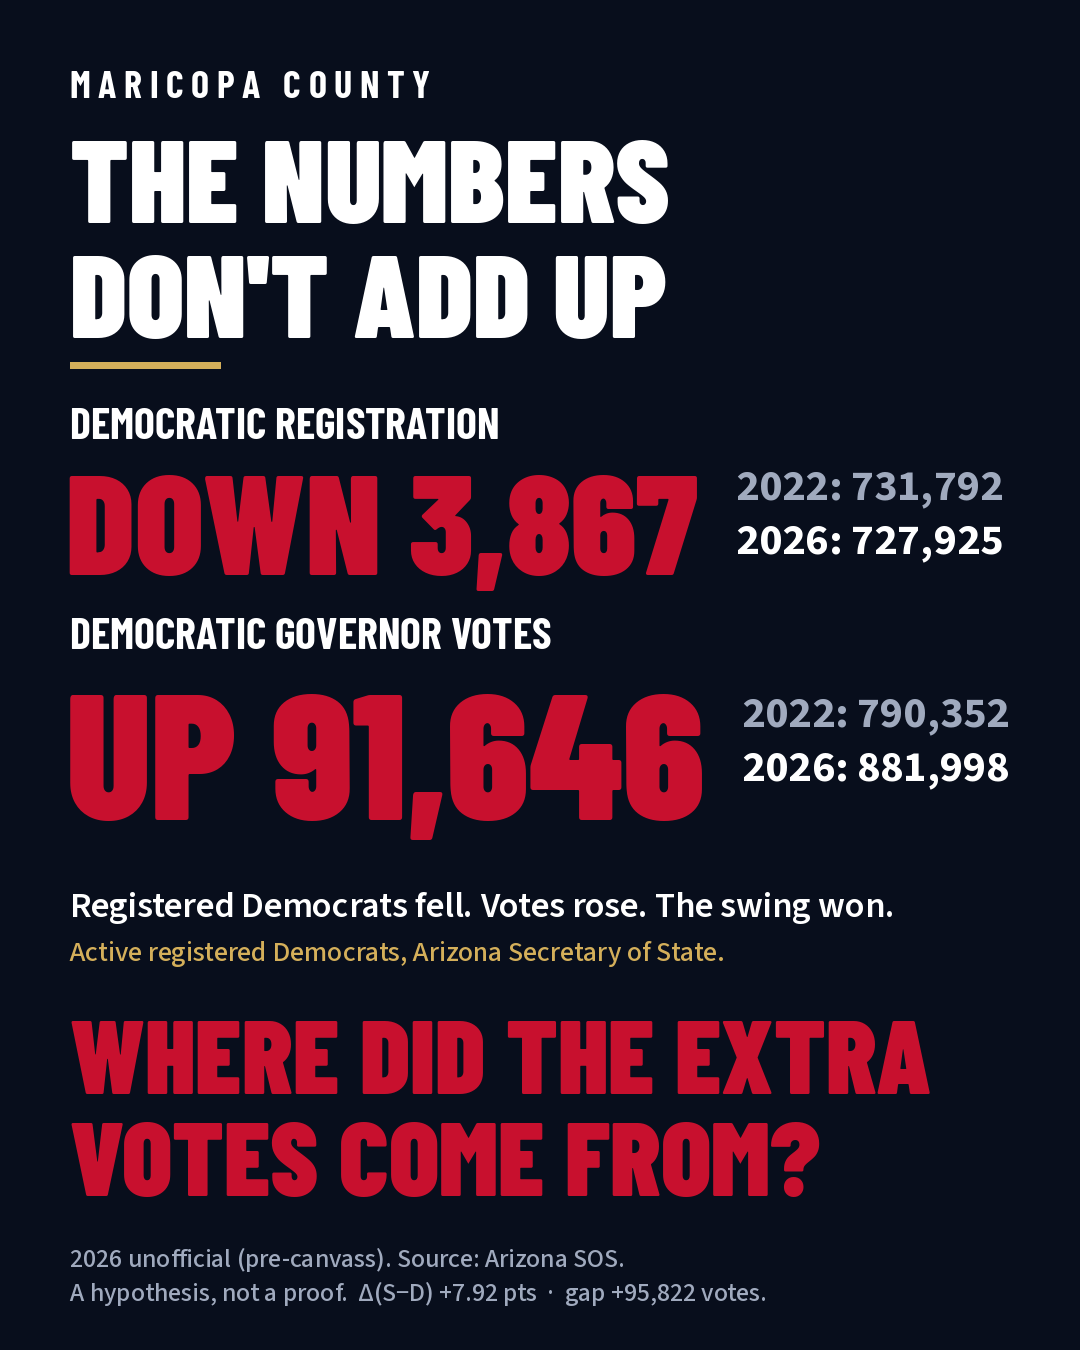 MARICOPA COUNTY
THE NUMBERS
DON'T ADD UP
DEMOCRATIC REGISTRATION
DOWN 3,867
2022: 731,792
2026: 727,925
DEMOCRATIC GOVERNOR VOTES
UP 91,646
2022: 790,352
2026: 881,998
Registered Democrats fell. Votes rose. The swing won.
Active registered Democrats, Arizona Secretary of State.
WHERE DID THE EXTRA
VOTES COME FROM?
2026 unofficial (pre-canvass). Source: Arizona SOS.
A hypothesis, not a proof. Δ(S−D) +7.92 pts · gap +95,822 votes.